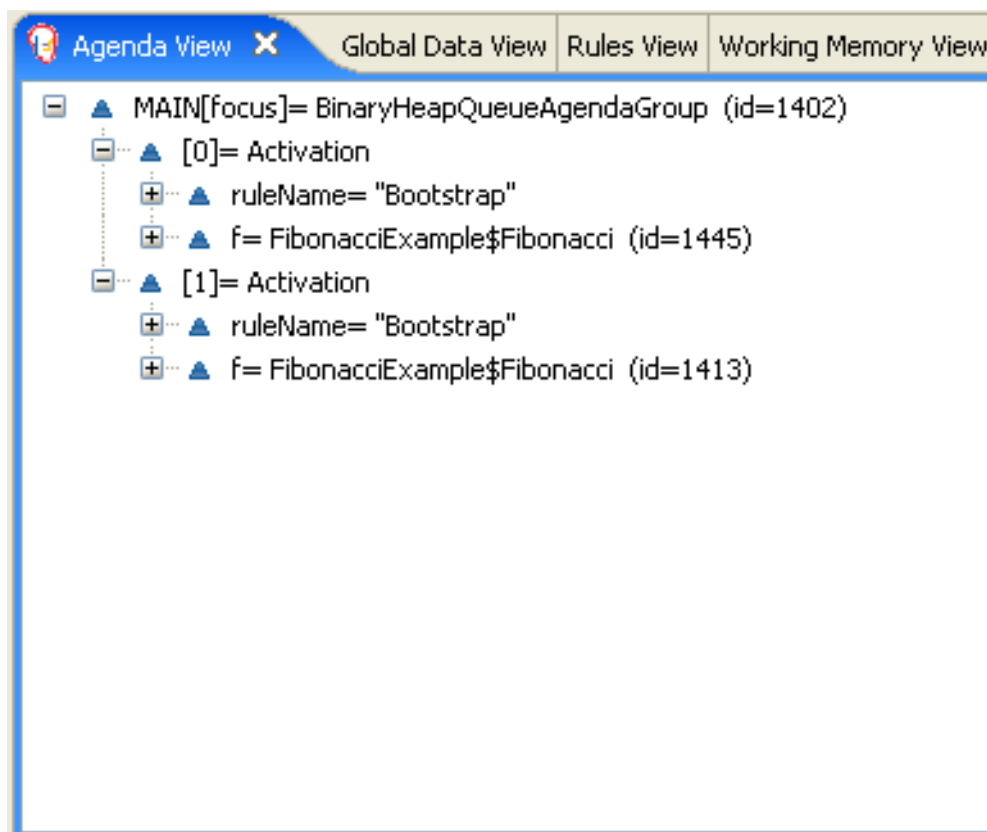 Agenda View Global Data View Rules View Working Memory View
MAIN[focus]= BinaryHeapQueueAgendaGroup (id=1402)
[0]= Activation
ruleName= "Bootstrap"
f= FibonacciExample$Fibonacci (id=1445)
[1]= Activation
ruleName= "Bootstrap"
f= FibonacciExample$Fibonacci (id=1413)